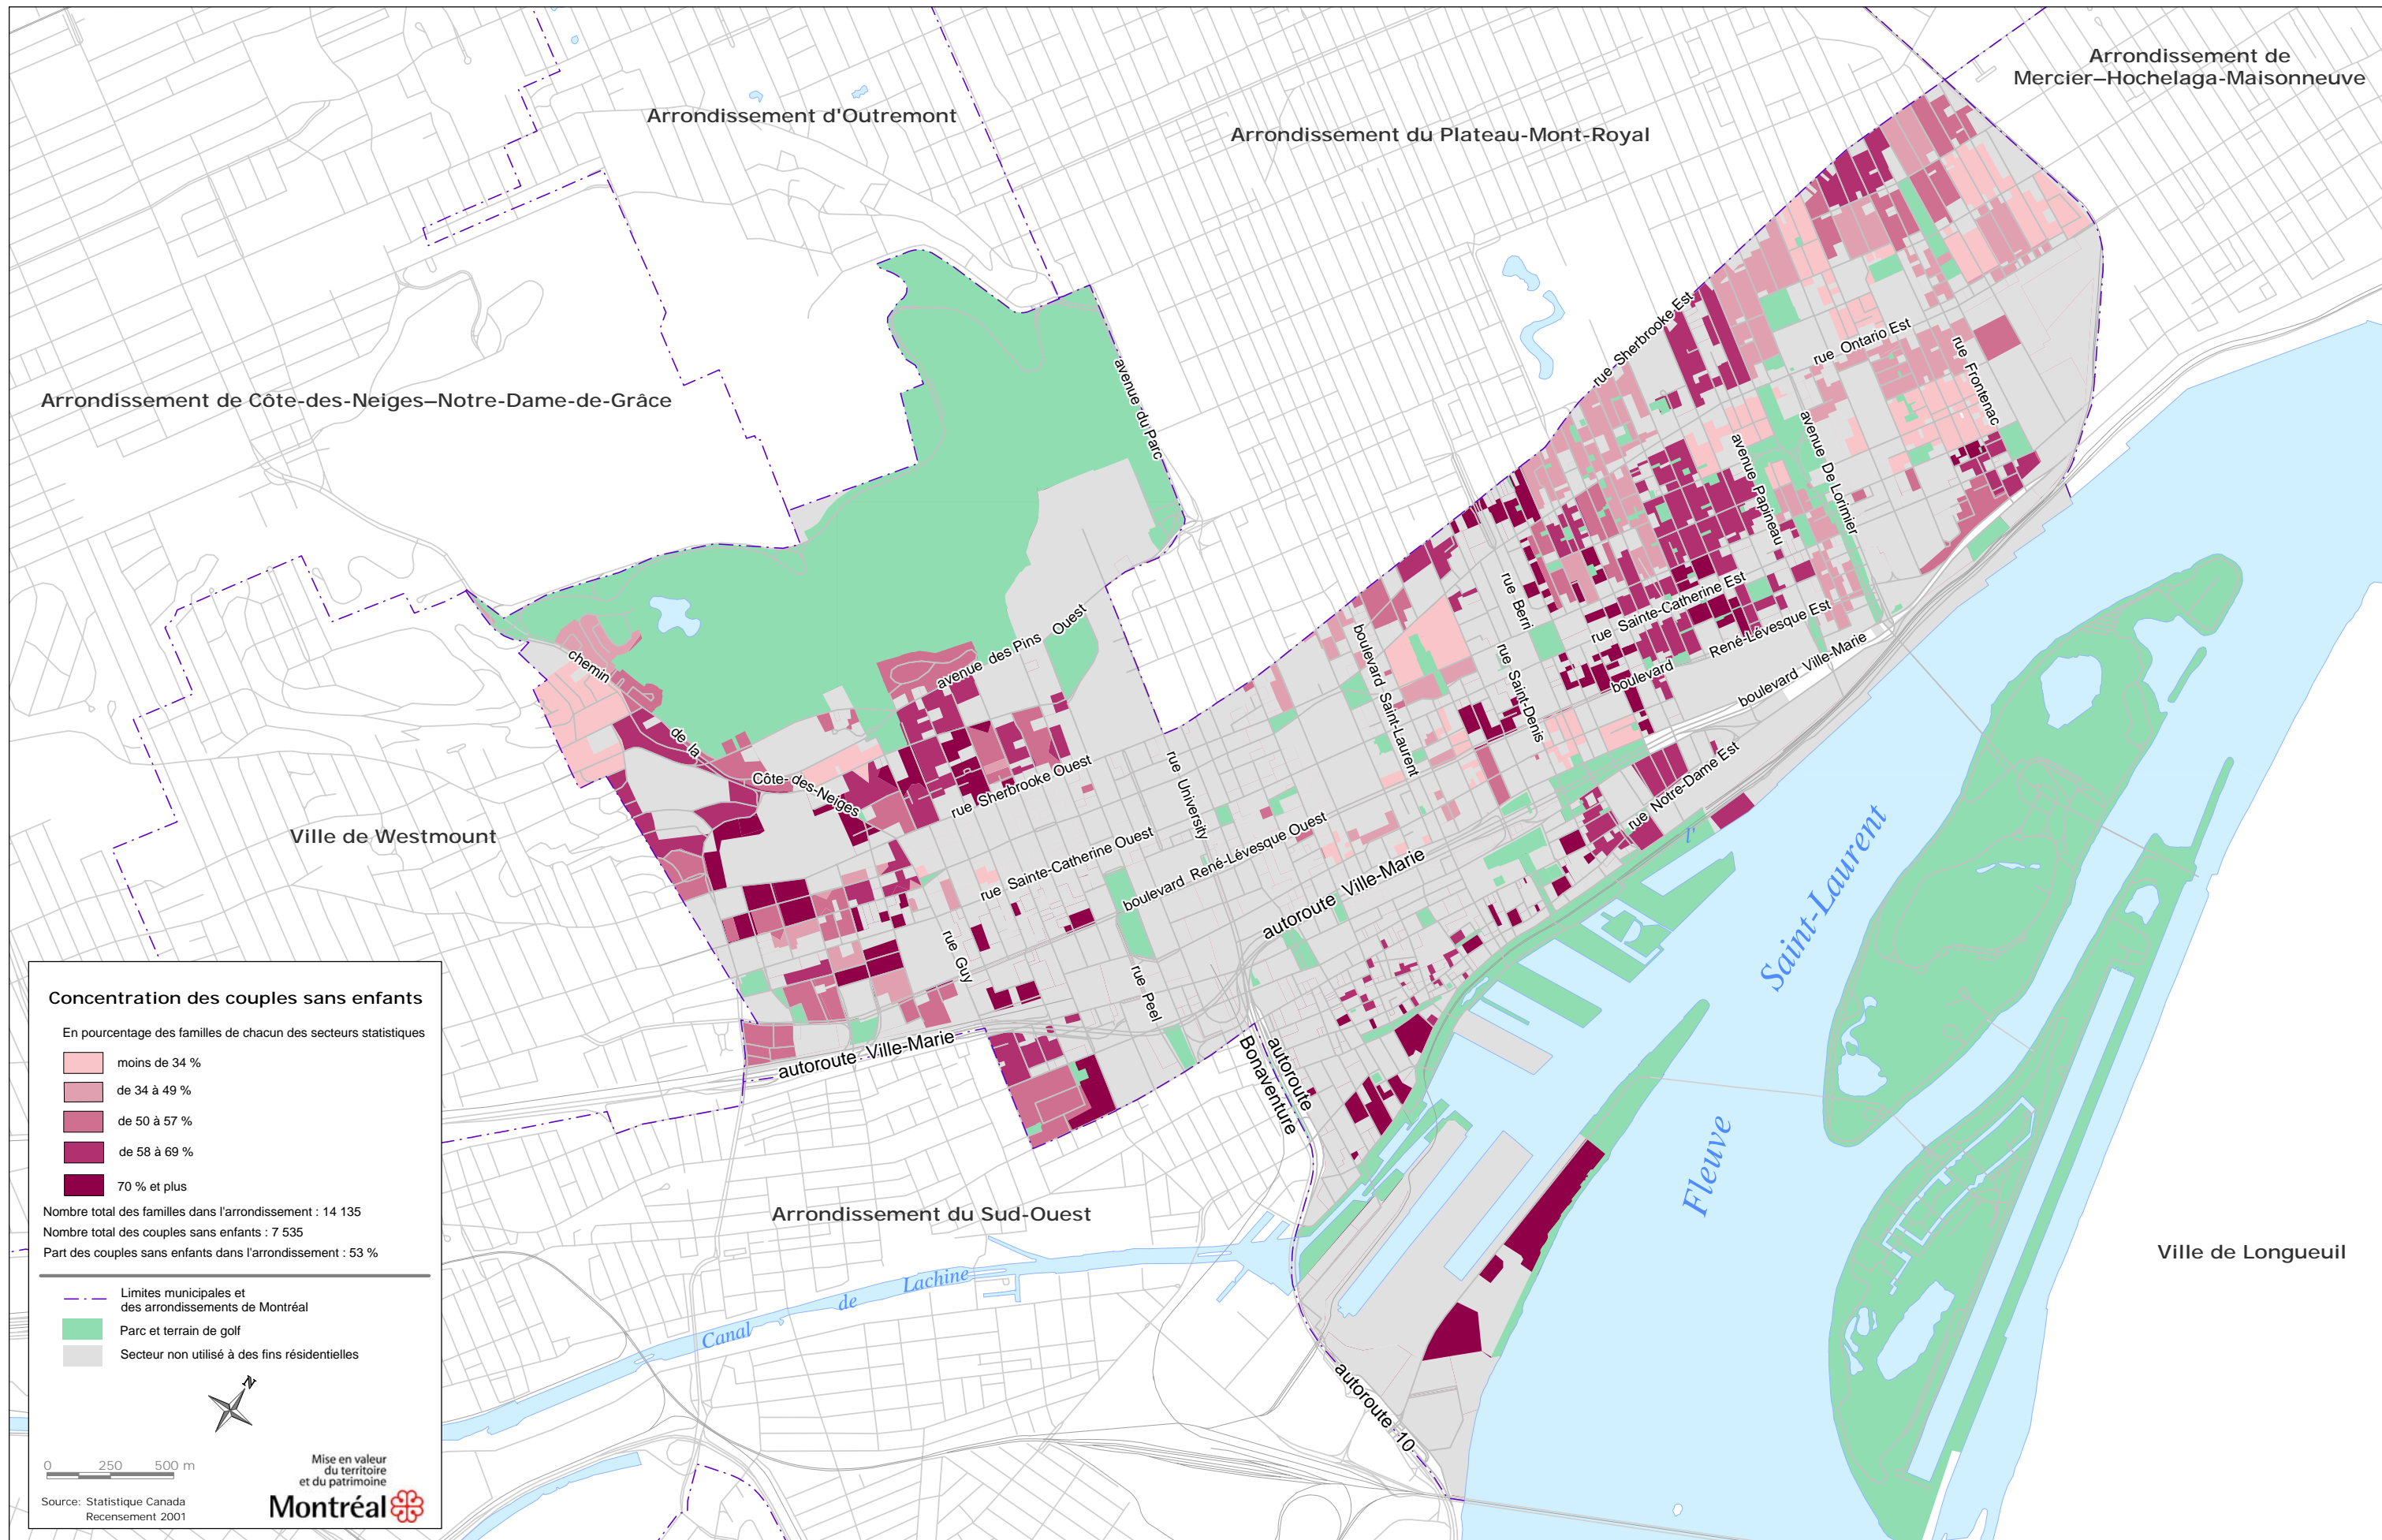 Arrondissement de
Mercier–Hochelaga-Maisonneuve
Arrondissement d'Outremont
Arrondissement du Plateau-Mont-Royal
Arrondissement de Côte-des-Neiges–Notre-Dame-de-Grâce
avenue du Parc
rue Sherbrooke Est
rue Ontario Est
rue Frontenac
avenue De Lorimier
avenue Papineau
rue Berri
rue Sainte-Catherine Est
boulevard René-Lévesque Est
boulevard Ville-Marie
rue Saint-Denis
boulevard Saint-Laurent
avenue des Pins Ouest
chemin de la Côte-des-Neiges
rue Sherbrooke Ouest
rue University
rue Notre-Dame Est
Ville de Westmount
rue Sainte-Catherine Ouest
boulevard René-Lévesque Ouest
autoroute Ville-Marie
rue Guy
rue Peel
autoroute Ville-Marie
autoroute
Bonaventure
l'
Fleuve Saint-Laurent
Arrondissement du Sud-Ouest
Ville de Longueuil
Canal de Lachine
autoroute 10
Concentration des couples sans enfants
En pourcentage des familles de chacun des secteurs statistiques
moins de 34 %
de 34 à 49 %
de 50 à 57 %
de 58 à 69 %
70 % et plus
Nombre total des familles dans l'arrondissement : 14 135
Nombre total des couples sans enfants : 7 535
Part des couples sans enfants dans l'arrondissement : 53 %
Limites municipales et
des arrondissements de Montréal
Parc et terrain de golf
Secteur non utilisé à des fins résidentielles
N
0 250 500 m
Source: Statistique Canada
Recensement 2001
Mise en valeur
du territoire
et du patrimoine
Montréal